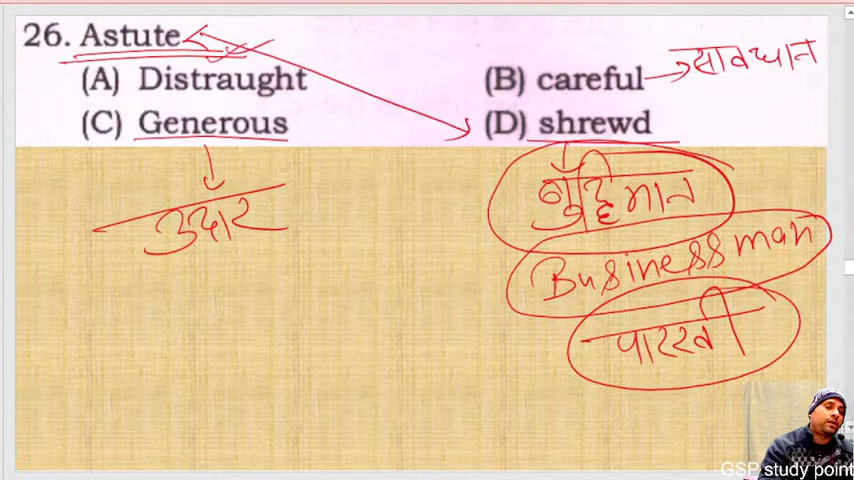 26. Astute
(A) Distraught
(B) careful
सावधान
(C) Generous
(D) shrewd
उदार
बुद्धिमान
Businessman
पारखी
GSP study point